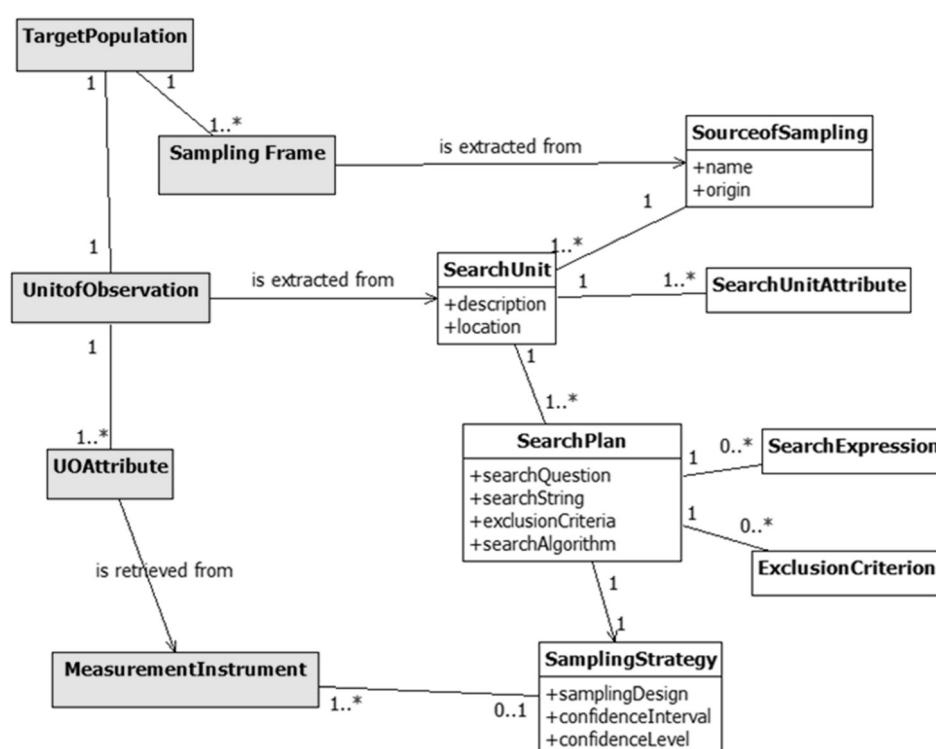 TargetPopulation
1
1
1..*
Sampling Frame
is extracted from
SourceofSampling
+name
+origin
1
1..*
1
UnitofObservation
is extracted from
SearchUnit
+description
+location
1
1..*
SearchUnitAttribute
1
1
1..*
1..*
UOAttribute
SearchPlan
+searchQuestion
+searchString
+exclusionCriteria
+searchAlgorithm
1
0..*
SearchExpression
1
0..*
ExclusionCriterion
is retrieved from
1
1
MeasurementInstrument
1..*
0..1
SamplingStrategy
+samplingDesign
+confidenceInterval
+confidenceLevel